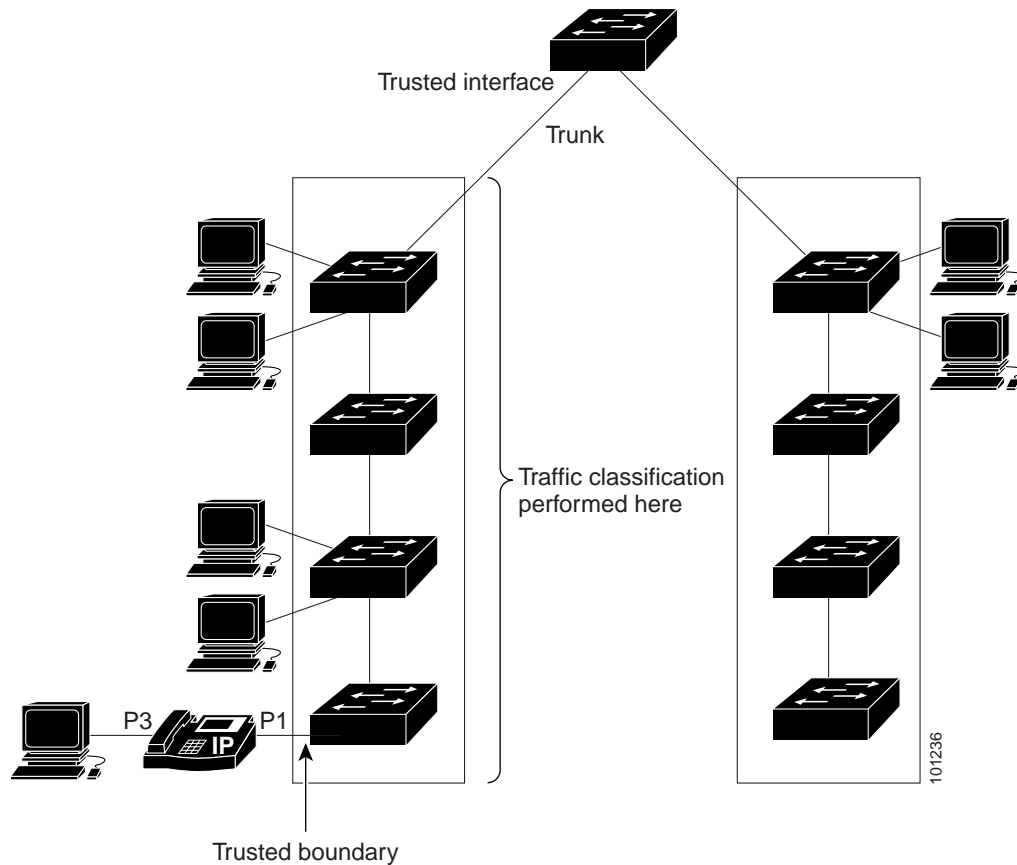 Trusted interface
Trunk
Traffic classification
performed here
P3
IP
P1
101236
Trusted boundary